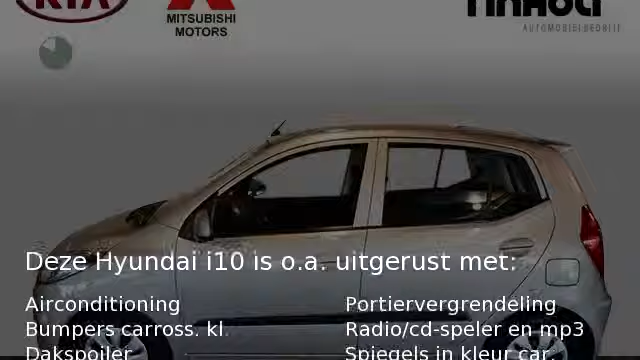 KIA
MITSUBISHI
MOTORS
AUTOMOBIELBEDRIJF
Deze Hyundai i10 is o.a. uitgerust met:
Airconditioning
Bumpers carross. kl.
Dakspoiler
Portiervergrendeling
Radio/cd-speler en mp3
Spiegels in kleur car.